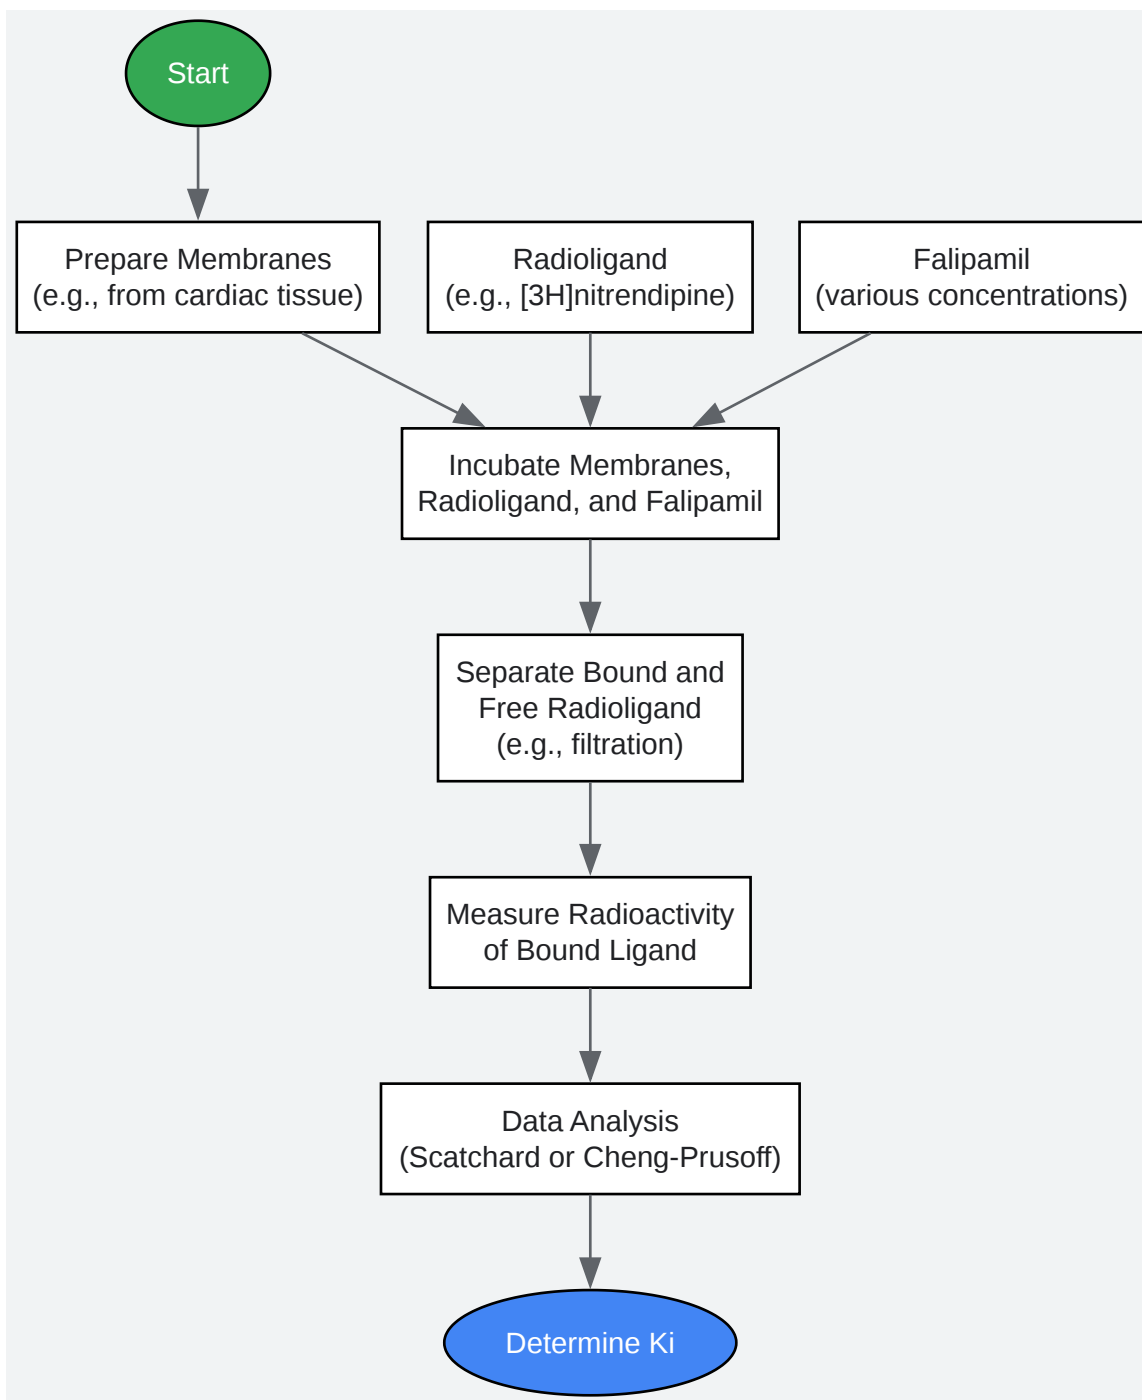 Start
Prepare Membranes
(e.g., from cardiac tissue)
Radioligand
(e.g., [3H]nitrendipine)
Falipamil
(various concentrations)
Incubate Membranes,
Radioligand, and Falipamil
Separate Bound and
Free Radioligand
(e.g., filtration)
Measure Radioactivity
of Bound Ligand
Data Analysis
(Scatchard or Cheng-Prusoff)
Determine Ki